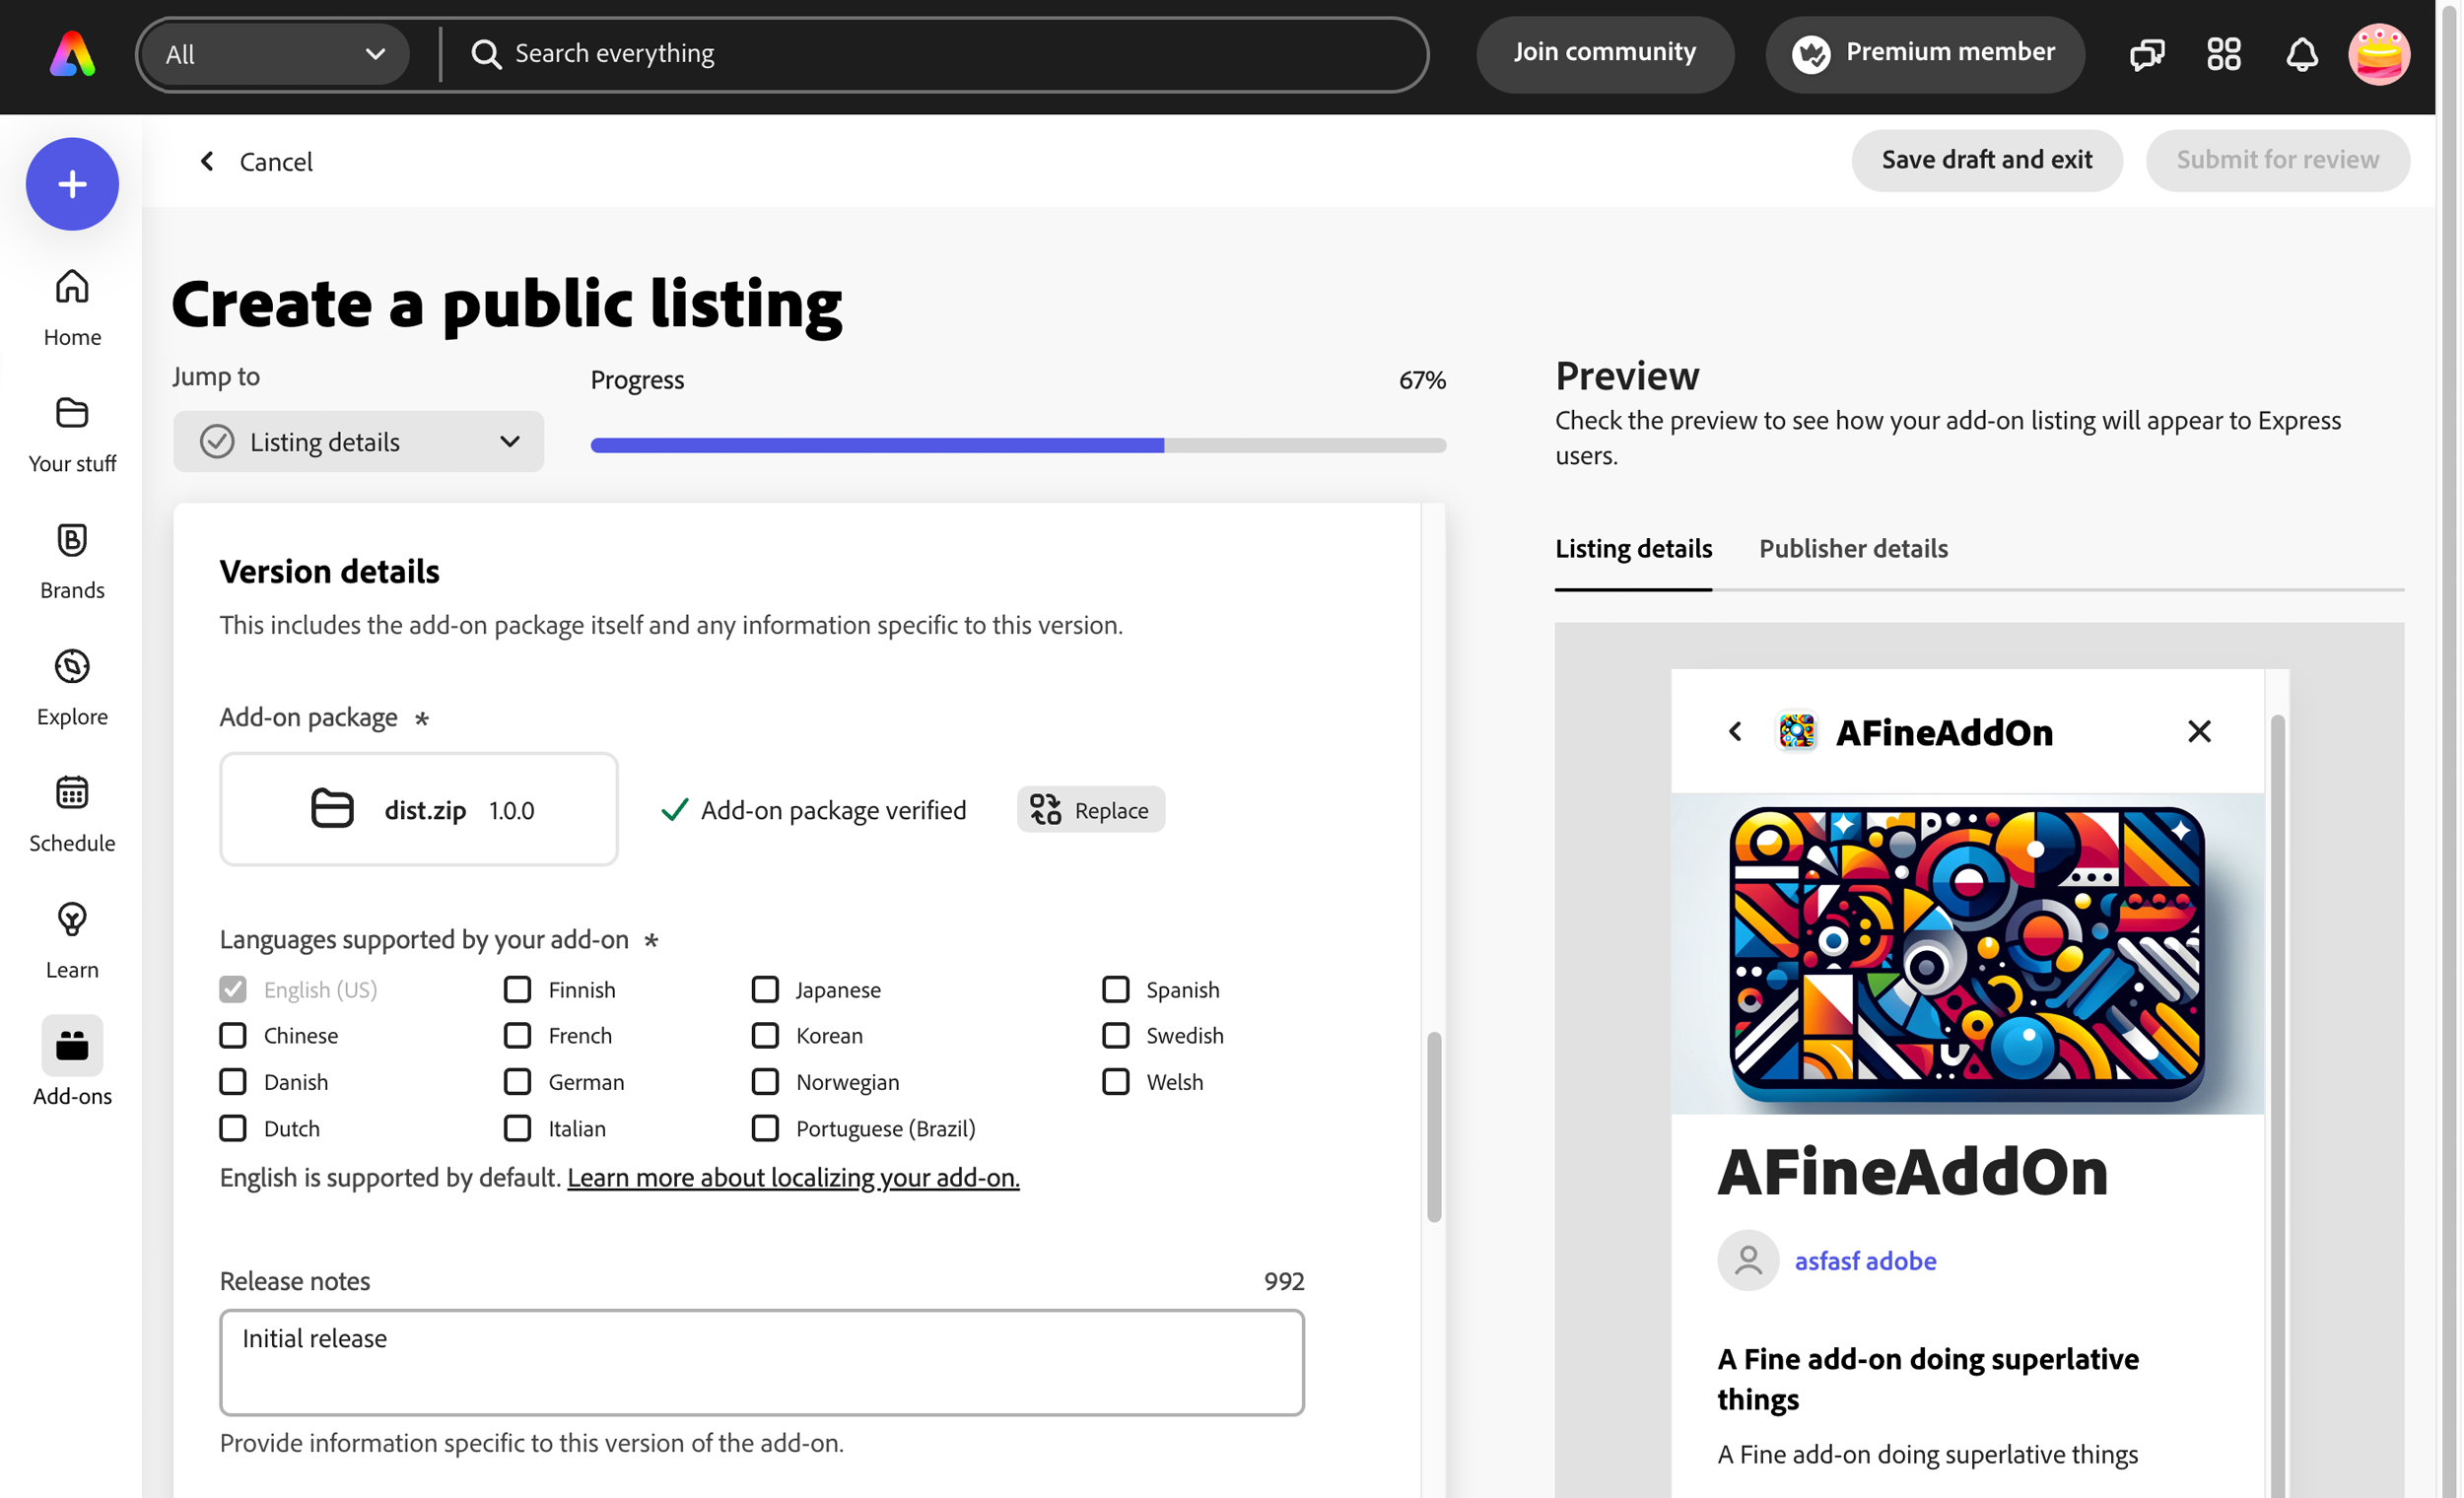 All
Search everything
Join community
Premium member
Cancel
Save draft and exit
Submit for review
Home
Your stuff
Brands
Explore
Schedule
Learn
Add-ons
Create a public listing
Jump to
Listing details
Progress
67%
Version details
This includes the add-on package itself and any information specific to this version.
Add-on package *
dist.zip 1.0.0
Add-on package verified
Replace
Languages supported by your add-on *
English (US)
Finnish
Japanese
Spanish
Chinese
French
Korean
Swedish
Danish
German
Norwegian
Welsh
Dutch
Italian
Portuguese (Brazil)
English is supported by default. Learn more about localizing your add-on.
Release notes
992
Initial release
Provide information specific to this version of the add-on.
Preview
Check the preview to see how your add-on listing will appear to Express
users.
Listing details
Publisher details
AFineAddOn
AFineAddOn
asfasf adobe
A Fine add-on doing superlative
things
A Fine add-on doing superlative things